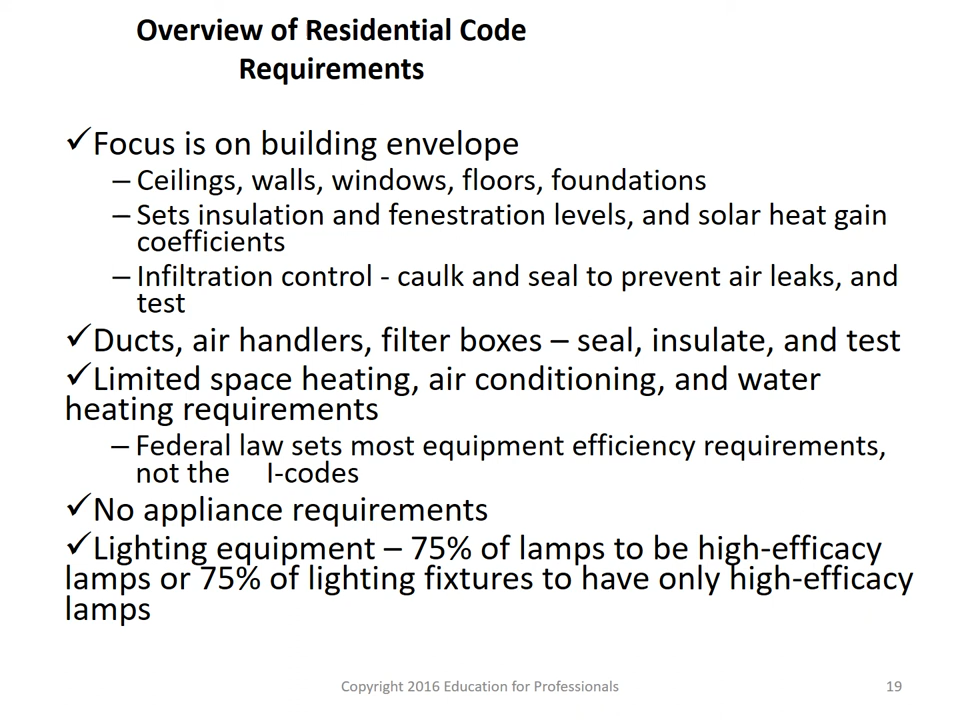 Overview of Residential Code
Requirements
✓Focus is on building envelope
– Ceilings, walls, windows, floors, foundations
– Sets insulation and fenestration levels, and solar heat gain
coefficients
– Infiltration control - caulk and seal to prevent air leaks, and
test
✓Ducts, air handlers, filter boxes – seal, insulate, and test
✓Limited space heating, air conditioning, and water
heating requirements
– Federal law sets most equipment efficiency requirements,
not the I-codes
✓No appliance requirements
✓Lighting equipment – 75% of lamps to be high-efficacy
lamps or 75% of lighting fixtures to have only high-efficacy
lamps
Copyright 2016 Education for Professionals 19